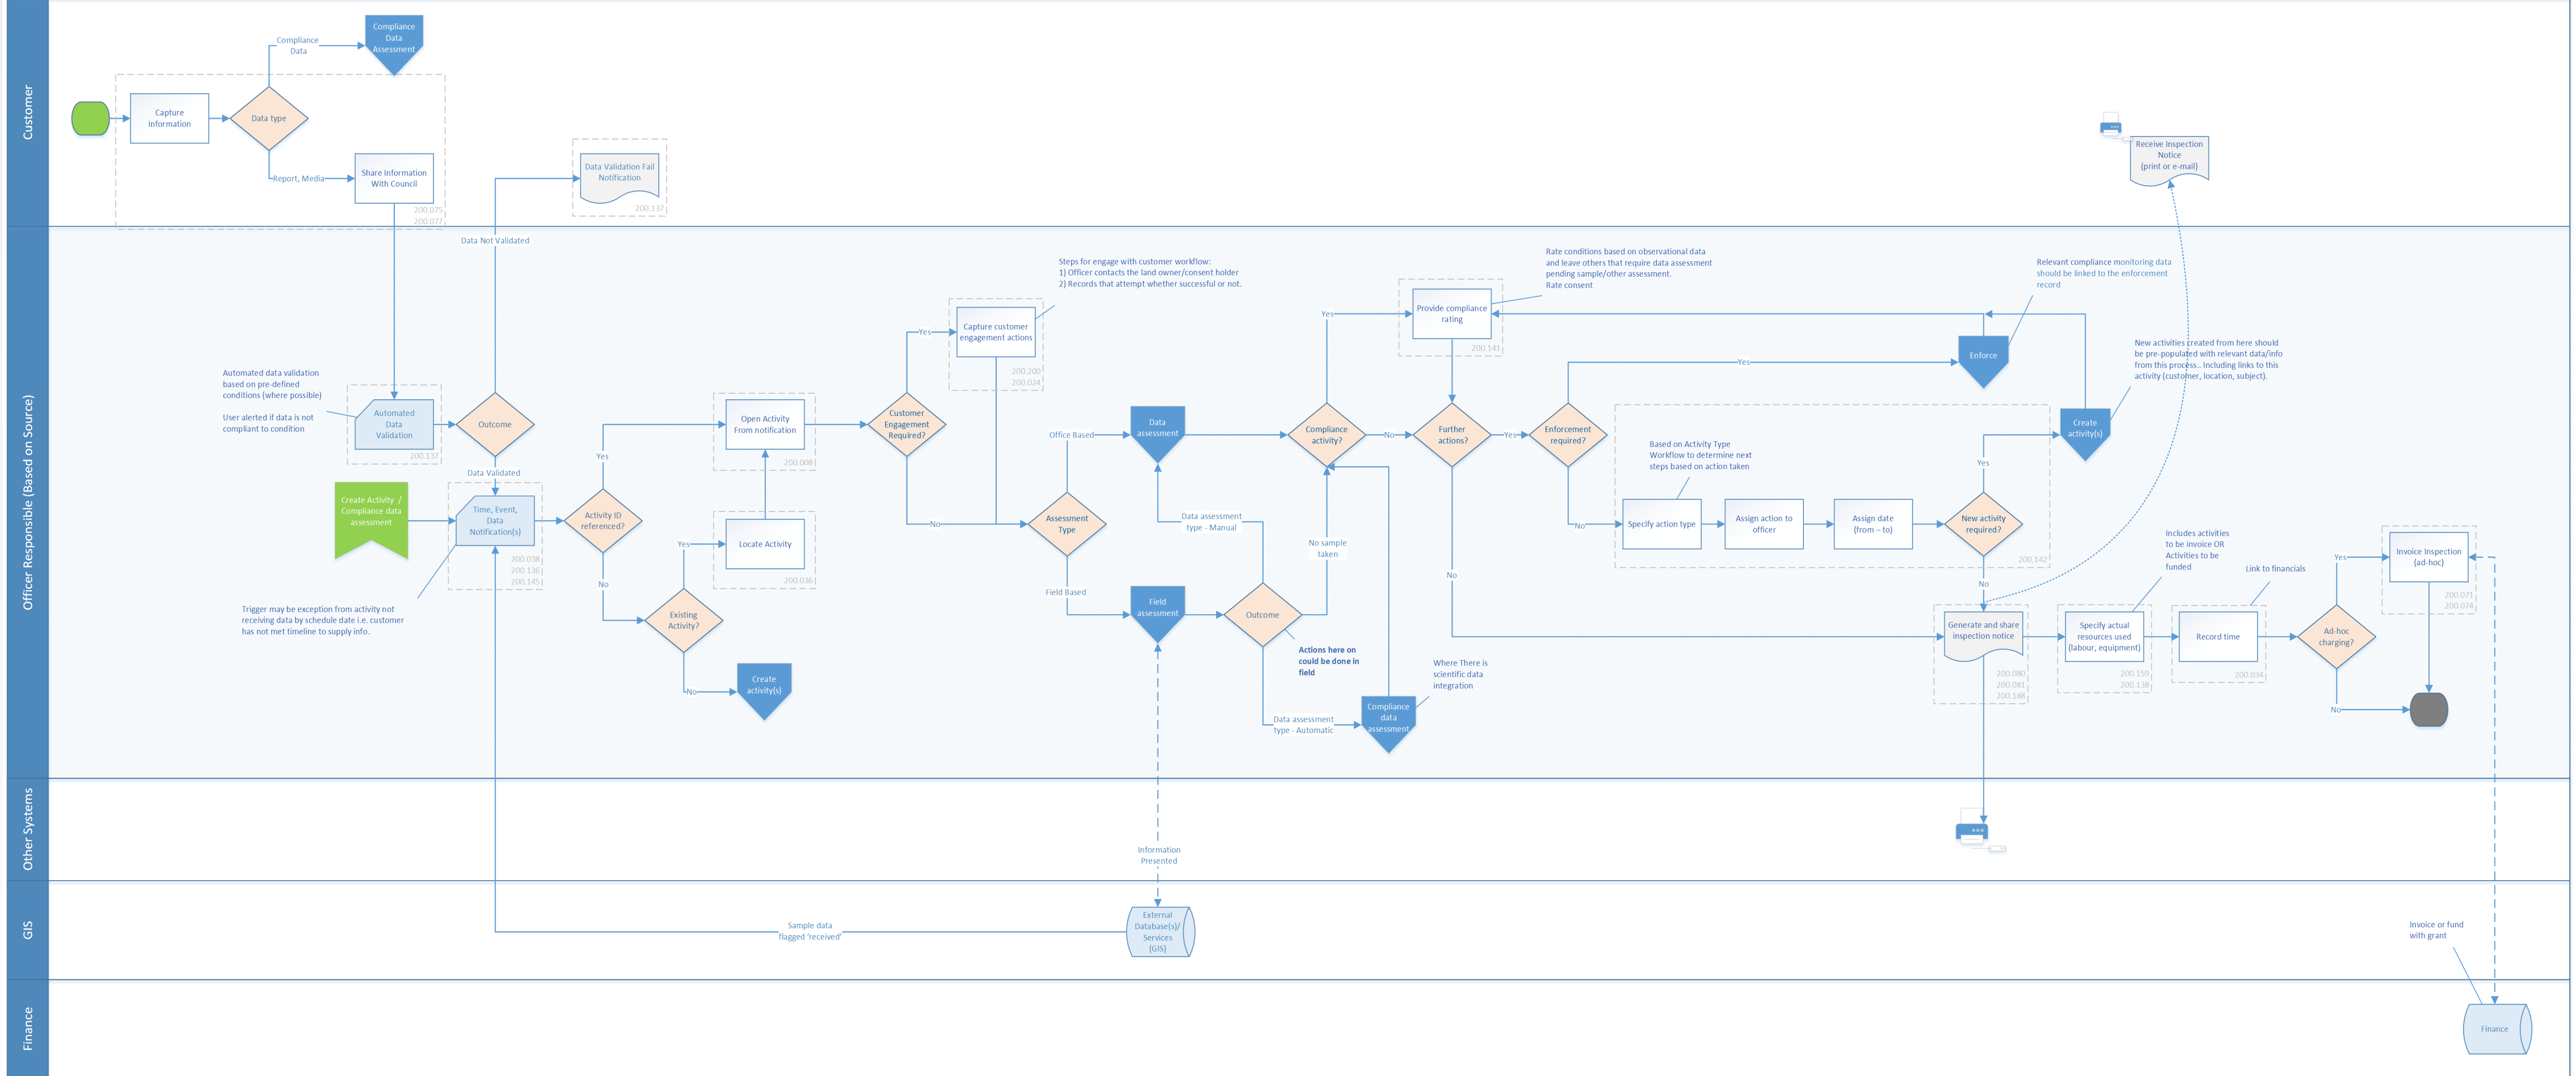 Customer
Compliance
Data
Assessment
Compliance
Data
Capture
Information
Data type
Report, Media
Share Information
With Council
200.075
200.077
Data Validation Fail
Notification
200.137
Receive Inspection
Notice
(print or e-mail)
Officer Responsible (Based on Source)
Data Not Validated
Automated data validation
based on pre-defined
conditions (where possible)
User alerted if data is not
compliant to condition
Automated
Data
Validation
200.137
Outcome
Data Validated
Create Activity /
Compliance data
assessment
Time, Event,
Data
Notification(s)
200.038
200.136
200.145
Trigger may be exception from activity not
receiving data by schedule date i.e. customer
has not met timeline to supply info.
Activity ID
referenced?
Yes
No
Existing
Activity?
Yes
No
Open Activity
From notification
200.008
Locate Activity
200.036
Create
activity(s)
Customer
Engagement
Required?
Yes
No
Capture customer
engagement actions
200.200
200.024
Steps for engage with customer workflow:
1) Officer contacts the land owner/consent holder
2) Records that attempt whether successful or not.
Assessment
Type
Office Based
Field Based
Data
assessment
Data assessment
type - Manual
Field
assessment
Outcome
No sample
taken
Actions here on
could be done in
field
Data assessment
type - Automatic
Compliance
data
assessment
Where There is
scientific data
integration
Compliance
activity?
Yes
No
Provide compliance
rating
200.141
Rate conditions based on observational data
and leave others that require data assessment
pending sample/other assessment.
Rate consent
Further
actions?
Yes
No
Enforcement
required?
Yes
No
Based on Activity Type
Workflow to determine next
steps based on action taken
Specify action type
Assign action to
officer
Assign date
(from – to)
New activity
required?
200.142
Yes
No
Enforce
Relevant compliance monitoring data
should be linked to the enforcement
record
Create
activity(s)
New activities created from here should
be pre-populated with relevant data/info
from this process.. Including links to this
activity (customer, location, subject).
Generate and share
inspection notice
200.080
200.081
200.188
Includes activities
to be invoice OR
Activities to be
funded
Specify actual
resources used
(labour, equipment)
200.159
200.138
Link to financials
Record time
200.034
Ad-hoc
charging?
Yes
No
Invoice Inspection
(ad-hoc)
200.071
200.074
Other Systems
Information
Presented
GIS
Sample data
flagged 'received'
External
Database(s)/
Services
(GIS)
Invoice or fund
with grant
Finance
Finance